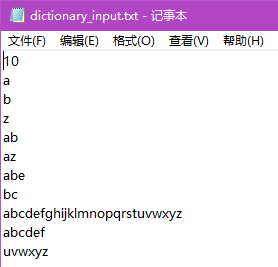 dictionary_input.txt - 记事本
文件(F) 编辑(E) 格式(O) 查看(V) 帮助(H)
10
a
b
z
ab
az
abe
bc
abcdefghijklmnopqrstuvwxyz
abcdef
uvwxyz